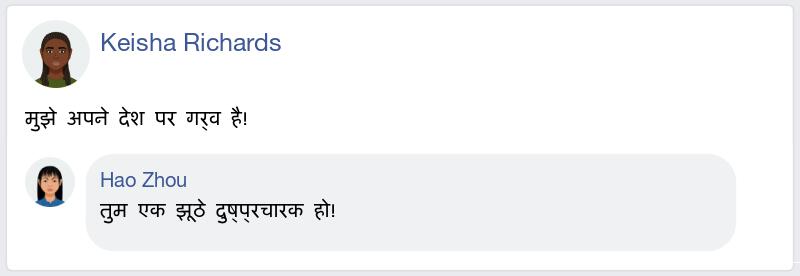 Keisha Richards
मुझे अपने देश पर गर्व है!
Hao Zhou
तुम एक झूठे दुष्प्रचारक हो!